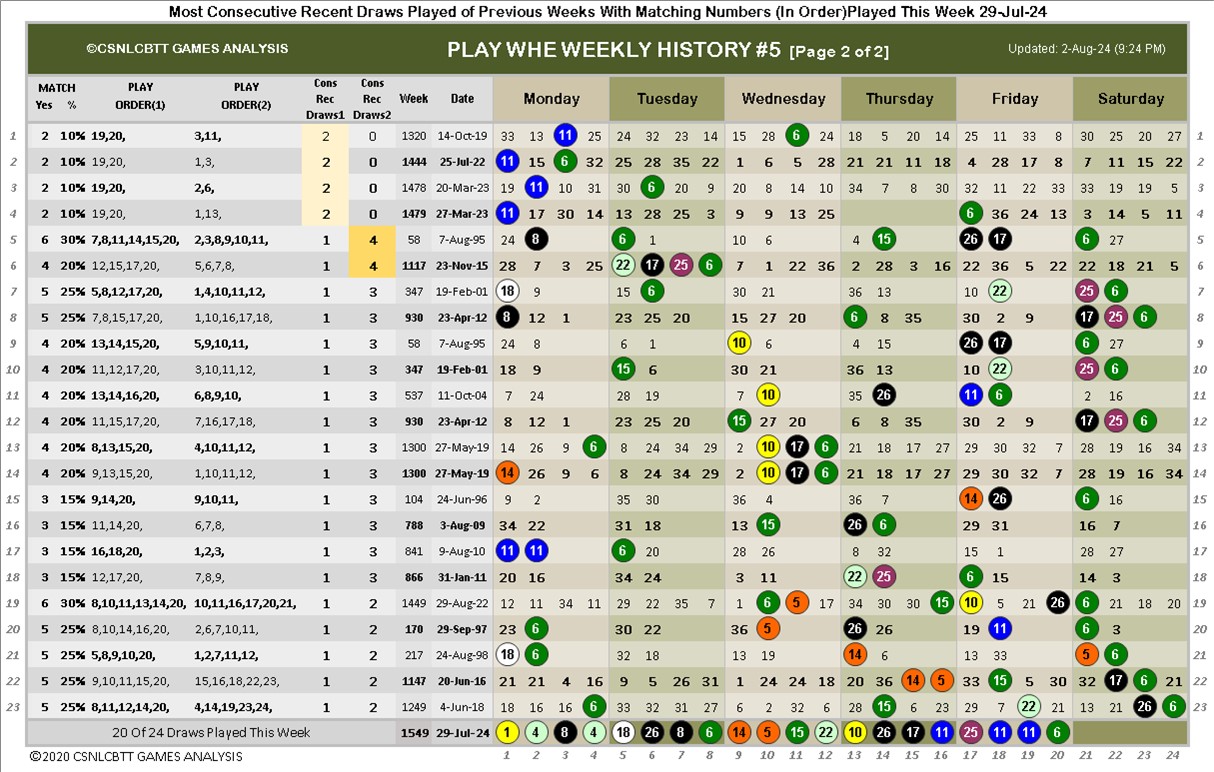 Most Consecutive Recent Draws Played of Previous Weeks With Matching Numbers (In Order)Played This Week 29-Jul-24
©CSNLCBTT GAMES ANALYSIS PLAY WHE WEEKLY HISTORY #5 [Page 2 of 2] Updated: 2-Aug-24 (9:24 PM)
MATCH Yes % PLAY ORDER(1) PLAY ORDER(2) Cons Rec Draws1 Cons Rec Draws2 Week Date Monday Tuesday Wednesday Thursday Friday Saturday
1 2 10% 19,20, 3,11, 2 0 1320 14-Oct-19 33 13 11 25 24 32 23 14 15 28 6 24 18 5 20 14 25 11 33 8 30 25 20 27 1
2 2 10% 19,20, 1,3, 2 0 1444 25-Jul-22 11 15 6 32 25 28 35 22 1 6 5 28 21 21 11 18 4 28 17 8 7 11 15 22 2
3 2 10% 19,20, 2,6, 2 0 1478 20-Mar-23 19 11 10 31 30 6 20 9 20 8 14 10 34 7 8 30 32 11 22 33 33 19 19 5 3
4 2 10% 19,20, 1,13, 2 0 1479 27-Mar-23 11 17 30 14 13 28 25 3 9 9 13 25 6 36 24 13 3 14 5 11 4
5 6 30% 7,8,11,14,15,20, 2,3,8,9,10,11, 1 4 58 7-Aug-95 24 8 6 1 10 6 4 15 26 17 6 27 5
6 4 20% 12,15,17,20, 5,6,7,8, 1 4 1117 23-Nov-15 28 7 3 25 22 17 25 6 7 1 22 36 2 28 3 16 22 36 5 22 22 18 21 5 6
7 5 25% 5,8,12,17,20, 1,4,10,11,12, 1 3 347 19-Feb-01 18 9 15 6 30 21 36 13 10 22 25 6 7
8 5 25% 7,8,15,17,20, 1,10,16,17,18, 1 3 930 23-Apr-12 8 12 1 23 25 20 15 27 20 6 8 35 30 2 9 17 25 6 8
9 4 20% 13,14,15,20, 5,9,10,11, 1 3 58 7-Aug-95 24 8 6 1 10 6 4 15 26 17 6 27 9
10 4 20% 11,12,17,20, 3,10,11,12, 1 3 347 19-Feb-01 18 9 15 6 30 21 36 13 10 22 25 6 10
11 4 20% 13,14,16,20, 6,8,9,10, 1 3 537 11-Oct-04 7 24 28 19 7 10 35 26 11 6 2 16 11
12 4 20% 11,15,17,20, 7,16,17,18, 1 3 930 23-Apr-12 8 12 1 23 25 20 15 27 20 6 8 35 30 2 9 17 25 6 12
13 4 20% 8,13,15,20, 4,10,11,12, 1 3 1300 27-May-19 14 26 9 6 8 24 34 29 2 10 17 6 21 18 17 27 29 30 32 7 28 19 16 34 13
14 4 20% 9,13,15,20, 1,10,11,12, 1 3 1300 27-May-19 14 26 9 6 8 24 34 29 2 10 17 6 21 18 17 27 29 30 32 7 28 19 16 34 14
15 3 15% 9,14,20, 9,10,11, 1 3 104 24-Jun-96 9 2 35 30 36 4 36 7 14 26 6 16 15
16 3 15% 11,14,20, 6,7,8, 1 3 788 3-Aug-09 34 22 31 18 13 15 26 6 29 31 16 7 16
17 3 15% 16,18,20, 1,2,3, 1 3 841 9-Aug-10 11 11 6 20 28 26 8 32 15 1 28 27 17
18 3 15% 12,17,20, 7,8,9, 1 3 866 31-Jan-11 20 16 34 24 3 11 22 25 6 15 14 3 18
19 6 30% 8,10,11,13,14,20, 10,11,16,17,20,21, 1 2 1449 29-Aug-22 12 11 34 11 29 22 35 7 1 6 5 17 34 30 30 15 10 5 21 26 6 21 18 20 19
20 5 25% 8,10,14,16,20, 2,6,7,10,11, 1 2 170 29-Sep-97 23 6 30 22 36 5 26 26 19 11 6 3 20
21 5 25% 5,8,9,10,20, 1,2,7,11,12, 1 2 217 24-Aug-98 18 6 32 18 13 19 14 6 13 33 5 6 21
22 5 25% 9,10,11,15,20, 15,16,18,22,23, 1 2 1147 20-Jun-16 21 21 4 16 9 5 26 31 1 24 24 18 20 36 15 5 33 15 5 30 32 17 6 21 22
23 5 25% 8,11,12,14,20, 4,14,19,23,24, 1 2 1249 4-Jun-18 18 16 16 6 33 32 31 27 6 2 32 6 28 15 6 23 29 7 22 21 13 21 26 6 23
20 Of 24 Draws Played This Week 1549 29-Jul-24 1 4 8 4 18 26 8 6 14 5 15 22 10 26 17 11 25 11 11 6
©2020 CSNLCBTT GAMES ANALYSIS 1 2 3 4 5 6 7 8 9 10 11 12 13 14 15 16 17 18 19 20 21 22 23 24